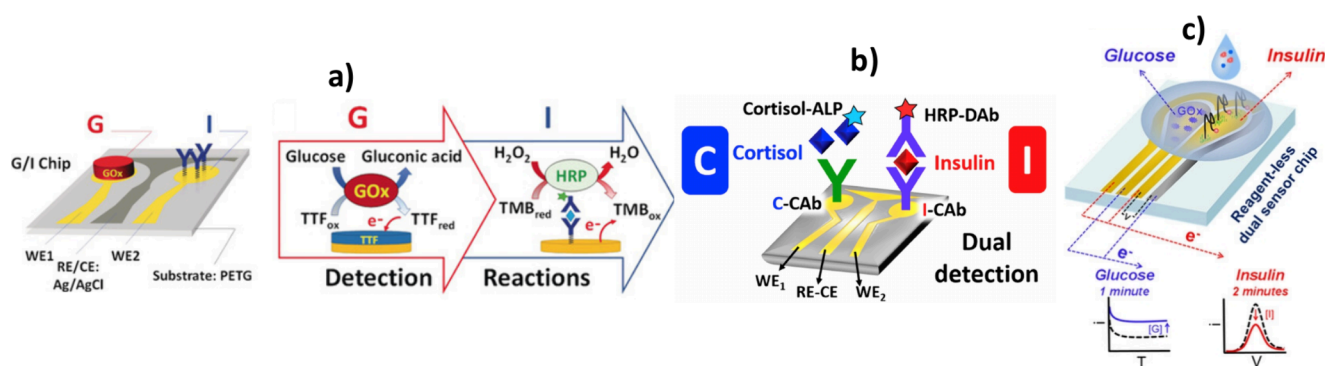 a)
G
I
G/I Chip
GOx
WE1
RE/CE:
Ag/AgCl
WE2
Substrate: PETG
G
Glucose
Gluconic acid
GOx
TTFox
e-
TTFred
TTF
Detection
I
H2O2
H2O
HRP
TMBred
TMBox
e-
Reactions
b)
C
Cortisol-ALP
HRP-DAb
Cortisol
Insulin
I
C-CAb
I-CAb
Dual
detection
WE1
RE-CE
WE2
c)
Glucose
Insulin
GOx
Reagent-less
dual sensor chip
e-
e-
Glucose
1 minute
Insulin
2 minutes
i
[G]
T
i
[I]
V